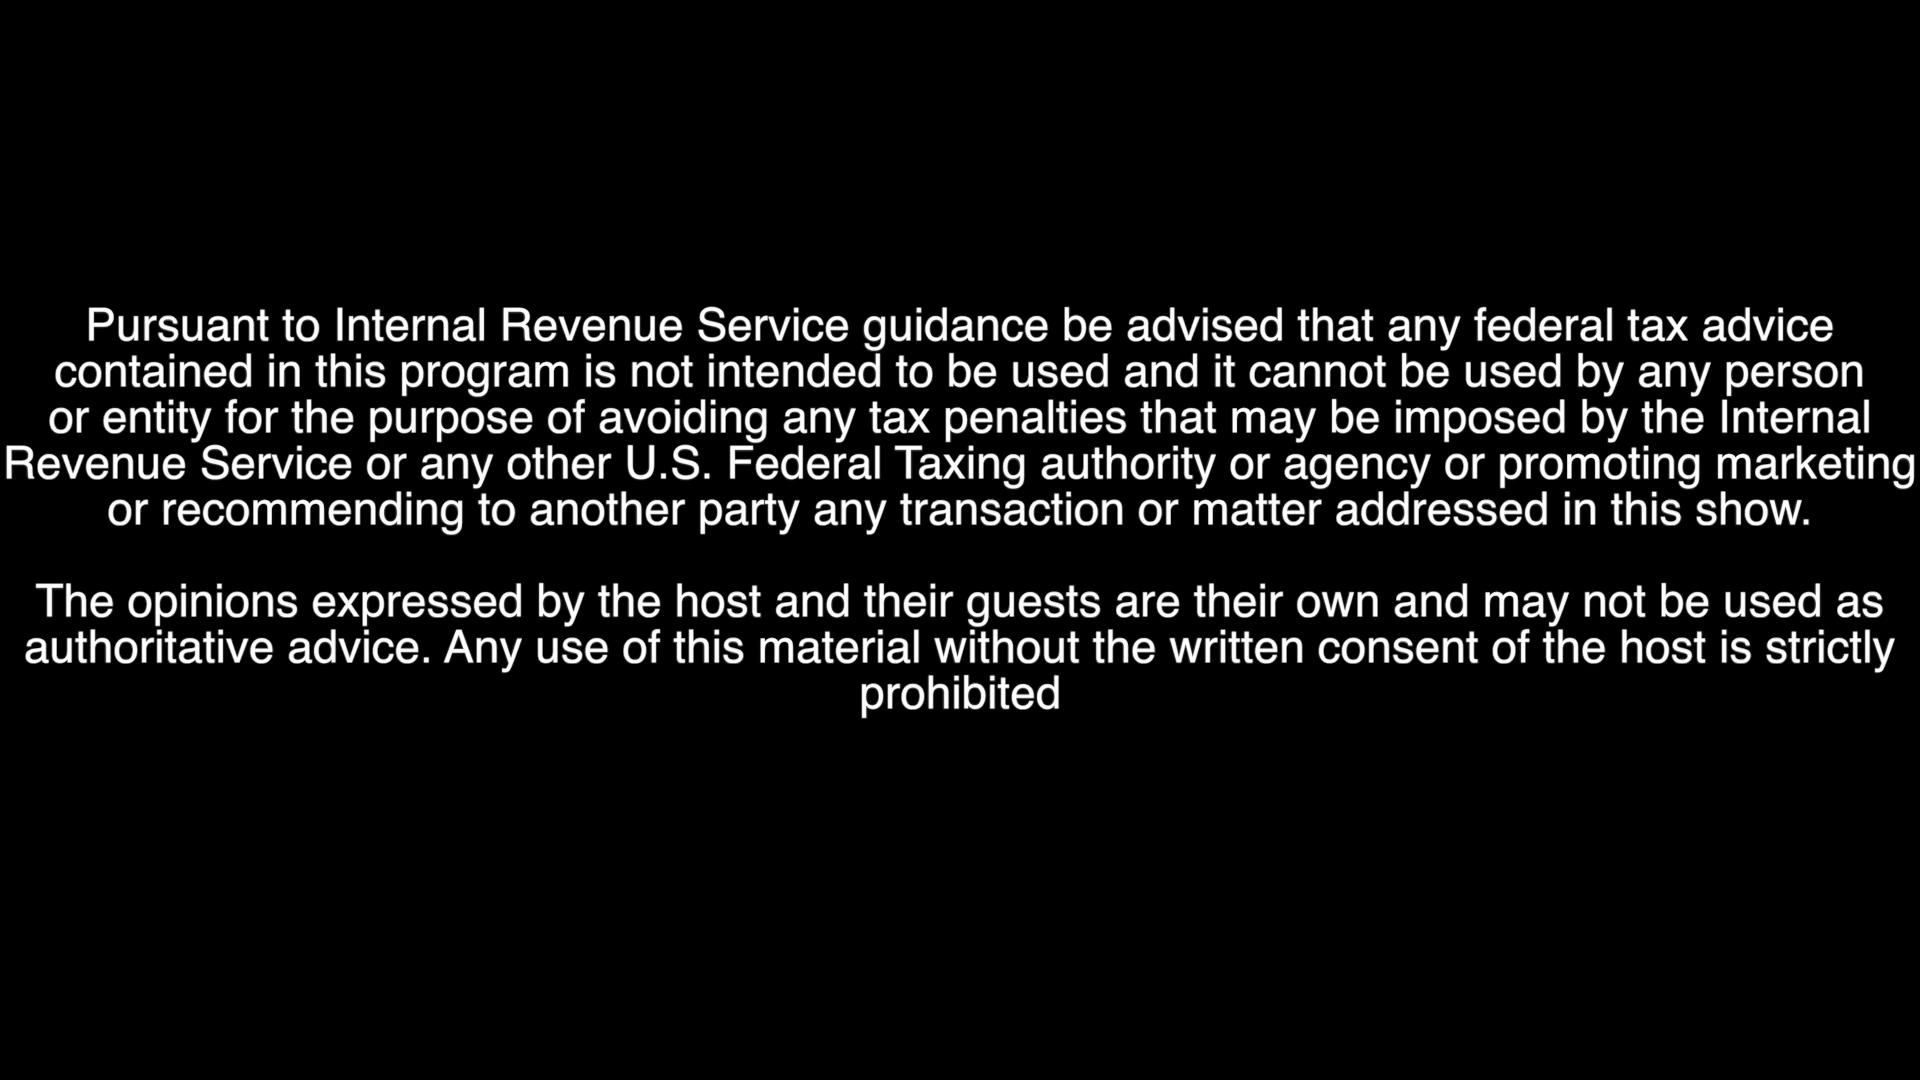 Pursuant to Internal Revenue Service guidance be advised that any federal tax advice
contained in this program is not intended to be used and it cannot be used by any person
or entity for the purpose of avoiding any tax penalties that may be imposed by the Internal
Revenue Service or any other U.S. Federal Taxing authority or agency or promoting marketing
or recommending to another party any transaction or matter addressed in this show.
The opinions expressed by the host and their guests are their own and may not be used as
authoritative advice. Any use of this material without the written consent of the host is strictly
prohibited